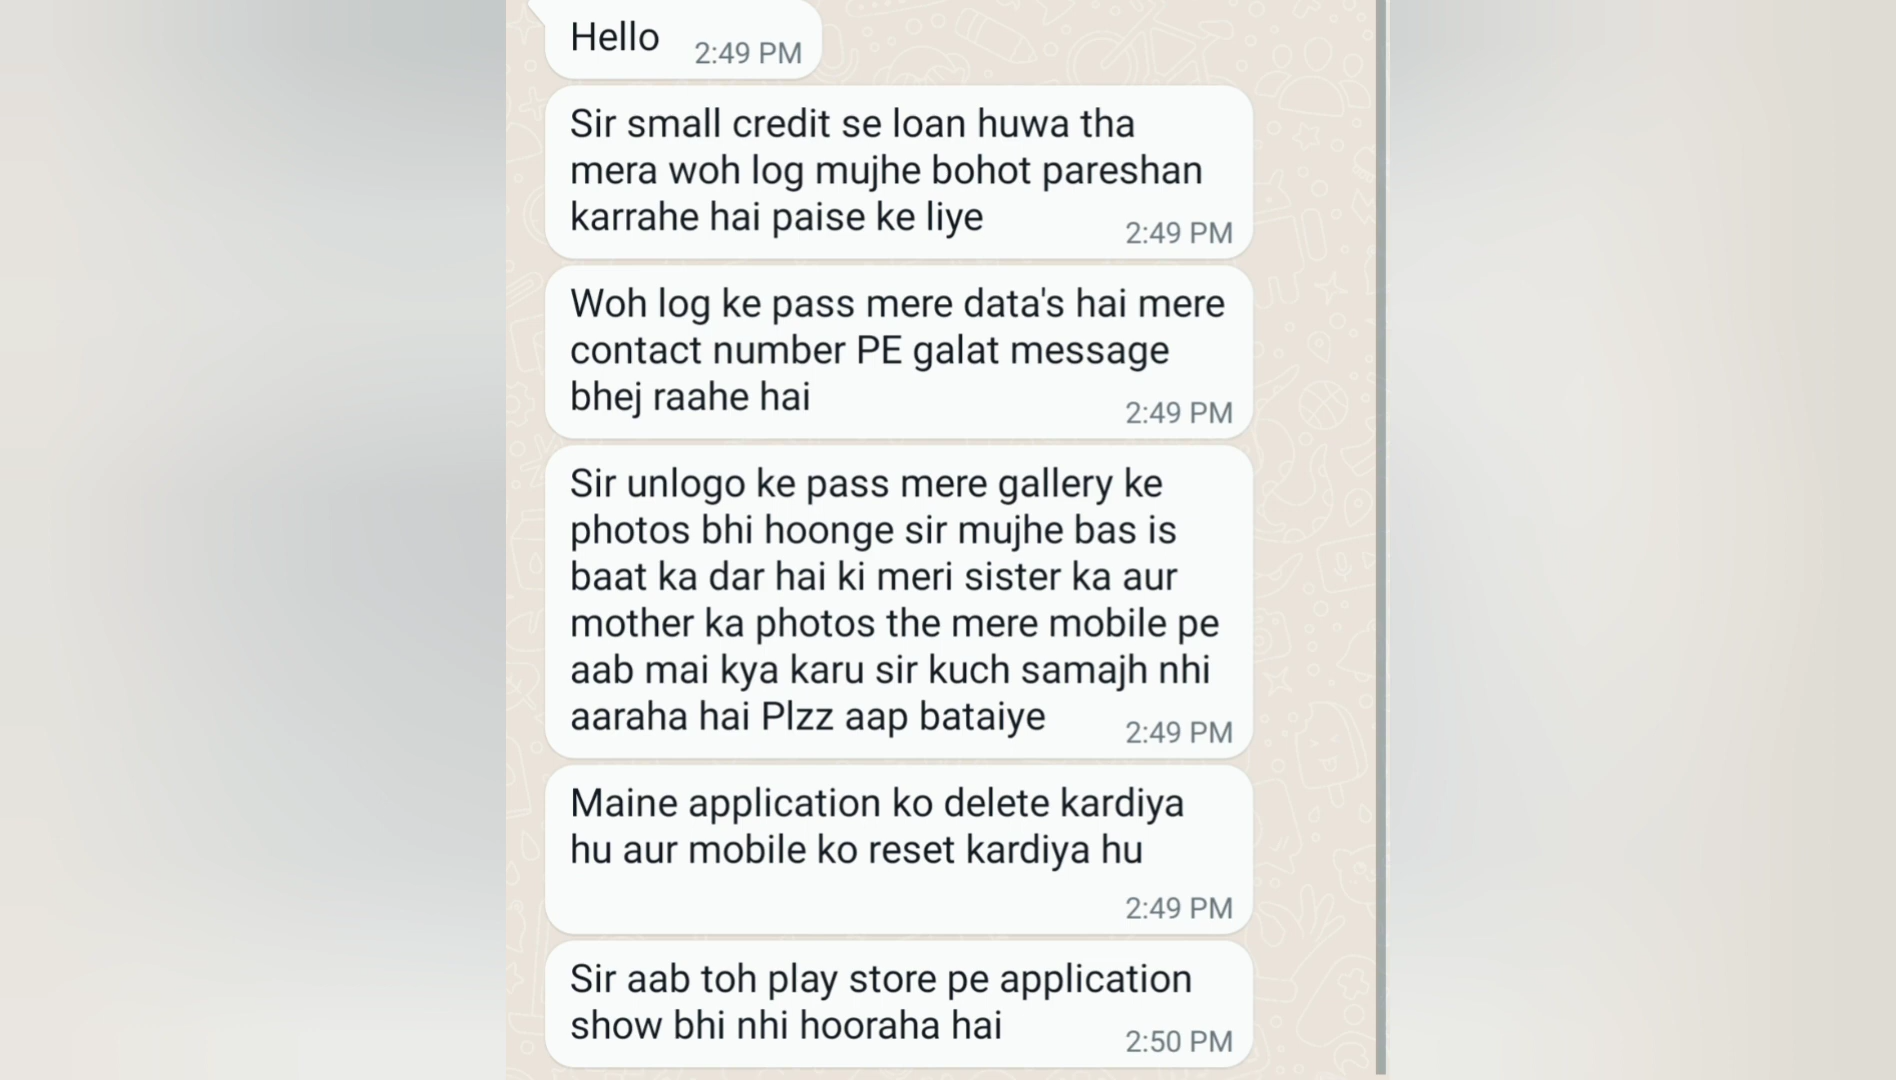 Hello
2:49 PM
Sir small credit se loan huwa tha
mera woh log mujhe bohot pareshan
karrahe hai paise ke liye
2:49 PM
Woh log ke pass mere data's hai mere
contact number PE galat message
bhej raahe hai
2:49 PM
Sir unlogo ke pass mere gallery ke
photos bhi hoonge sir mujhe bas is
baat ka dar hai ki meri sister ka aur
mother ka photos the mere mobile pe
aab mai kya karu sir kuch samajh nhi
aaraha hai Plzz aap bataiye
2:49 PM
Maine application ko delete kardiya
hu aur mobile ko reset kardiya hu
2:49 PM
Sir aab toh play store pe application
show bhi nhi hooraha hai
2:50 PM